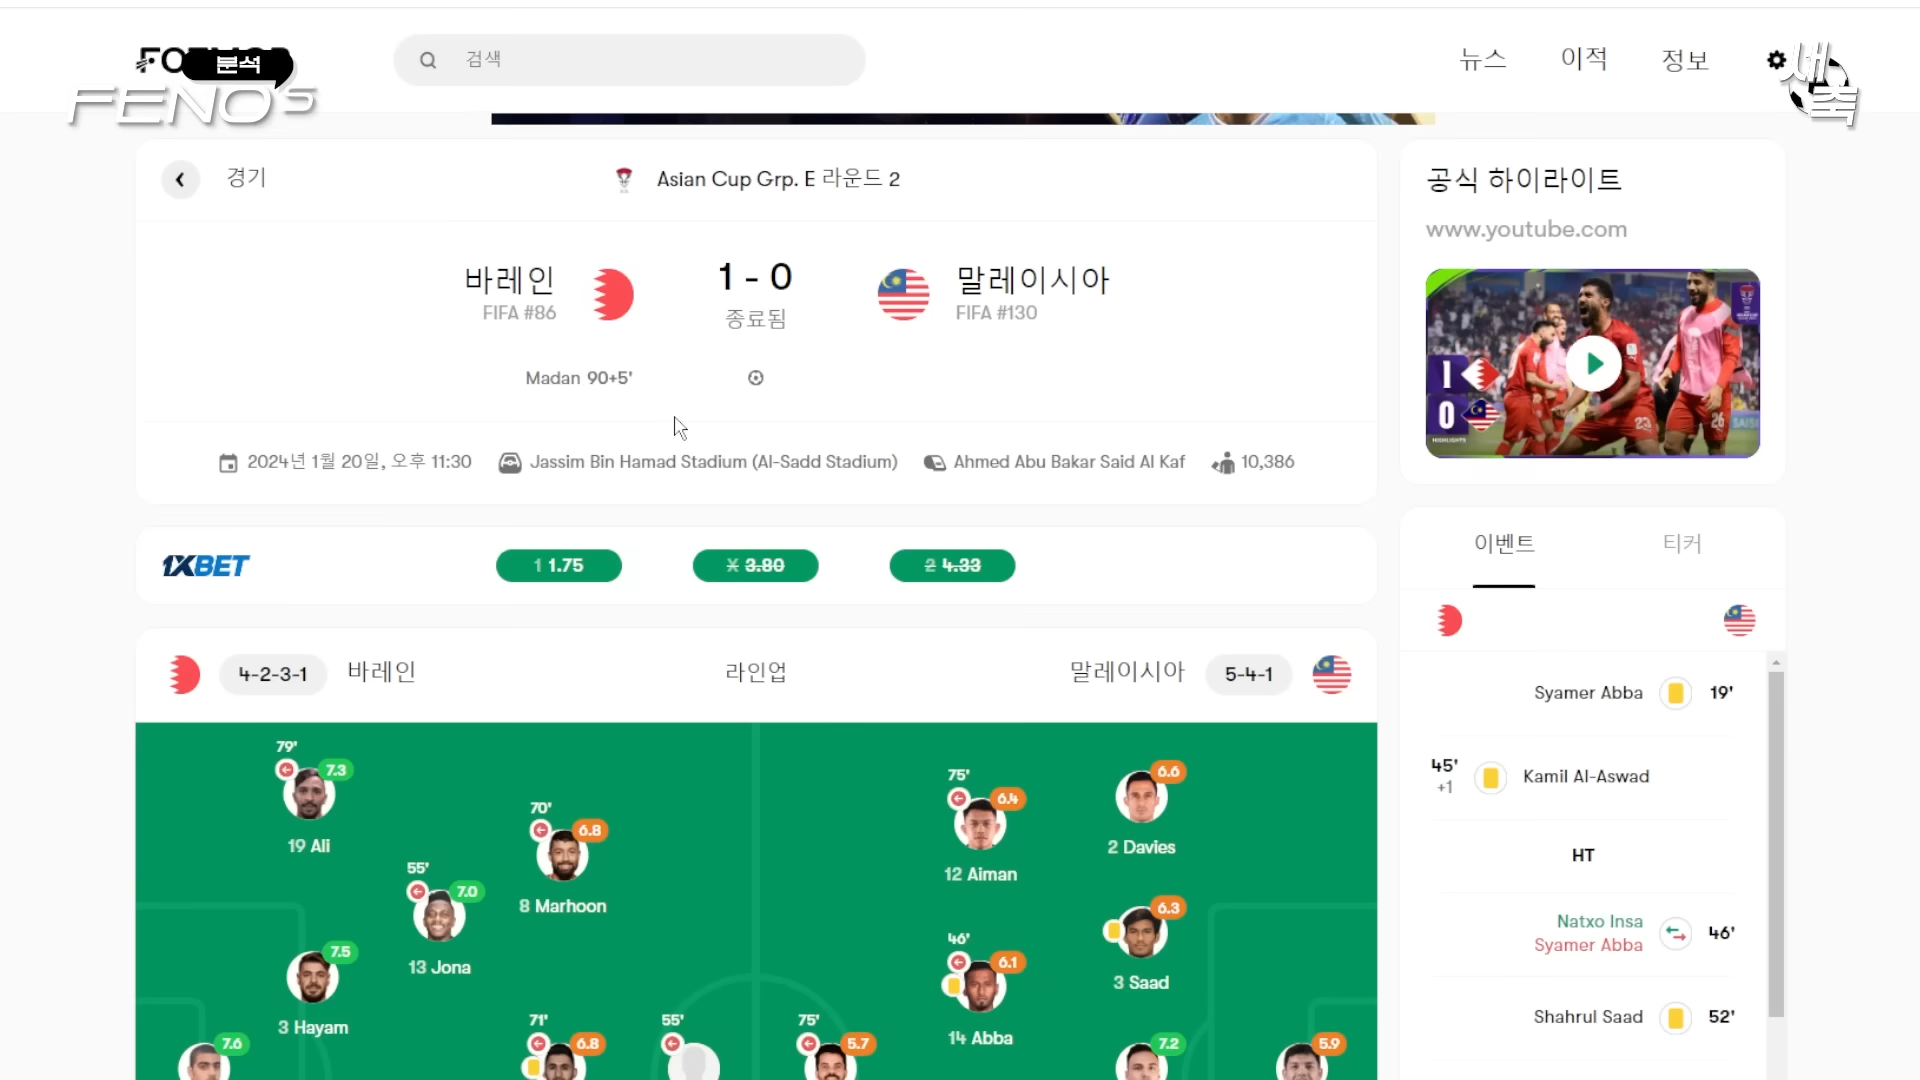 분석
FENO'S
검색
뉴스
이적
정보
세축
경기
Asian Cup Grp. E 라운드 2
바레인
FIFA #86
1 - 0
종료됨
말레이시아
FIFA #130
Madan 90+5'
2024년 1월 20일, 오후 11:30
Jassim Bin Hamad Stadium (Al-Sadd Stadium)
Ahmed Abu Bakar Said Al Kaf
10,386
공식 하이라이트
www.youtube.com
1
0
HIGHLIGHTS
23
26
1XBET
1 1.75
X 3.80
2 4.33
이벤트
티커
4-2-3-1
바레인
라인업
말레이시아
5-4-1
79'
7.3
19 Ali
70'
6.8
8 Marhoon
55'
7.0
13 Jona
7.5
3 Hayam
7.6
71'
6.8
55'
75'
5.7
75'
6.4
12 Aiman
6.6
2 Davies
6.3
3 Saad
46'
6.1
14 Abba
7.2
5.9
Syamer Abba
19'
45'
+1
Kamil Al-Aswad
HT
Natxo Insa
Syamer Abba
46'
Shahrul Saad
52'